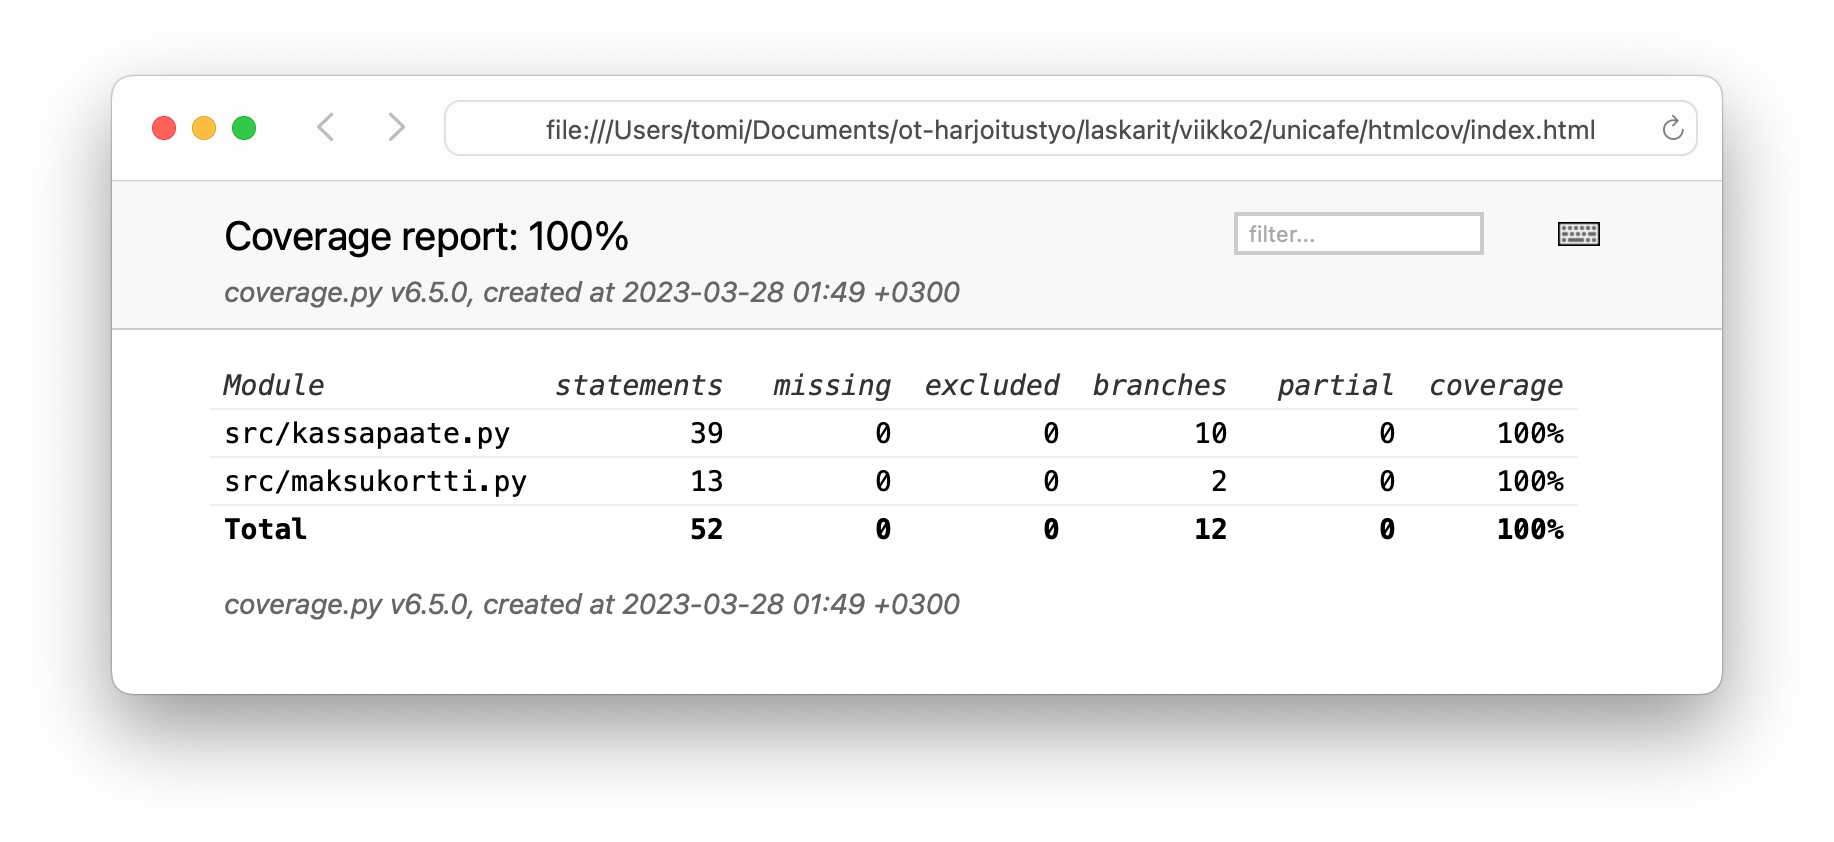 file:///Users/tomi/Documents/ot-harjoitustyo/laskarit/viikko2/unicafe/htmlcov/index.html
Coverage report: 100%
filter...
coverage.py v6.5.0, created at 2023-03-28 01:49 +0300
Module statements missing excluded branches partial coverage
src/kassapaate.py 39 0 0 10 0 100%
src/maksukortti.py 13 0 0 2 0 100%
Total 52 0 0 12 0 100%
coverage.py v6.5.0, created at 2023-03-28 01:49 +0300